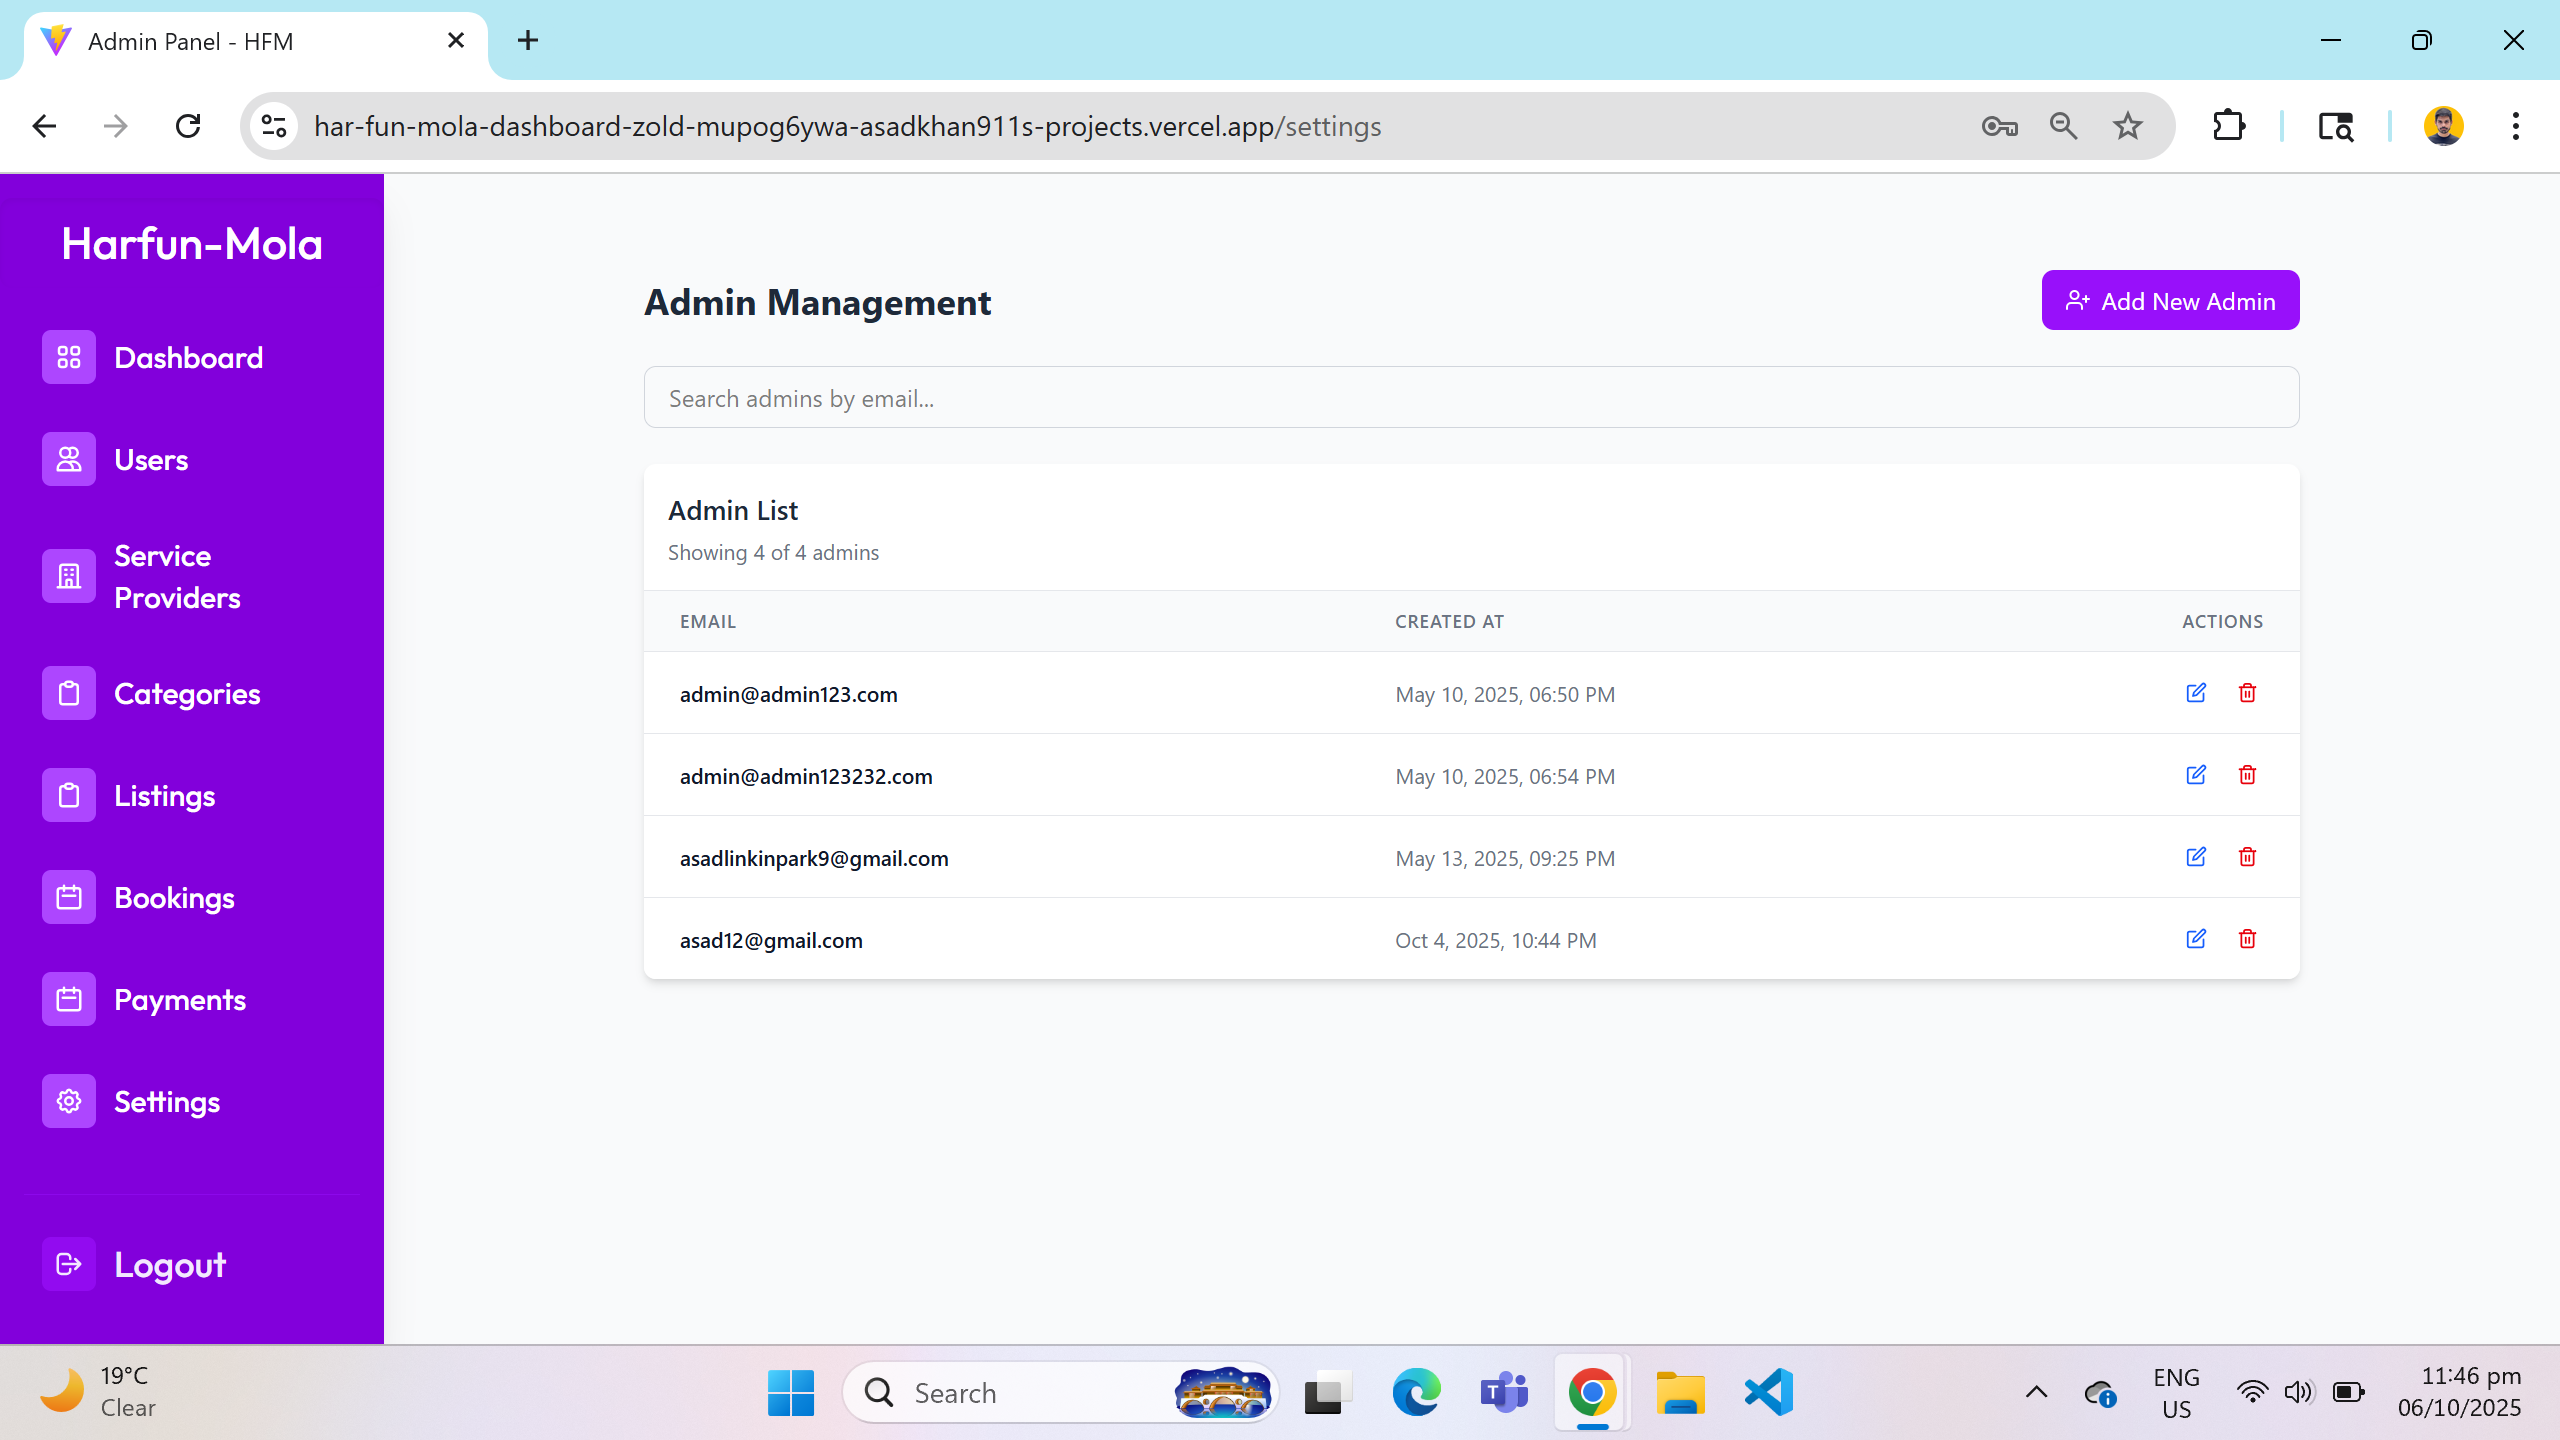 Admin Panel - HFM
har-fun-mola-dashboard-zold-mupog6ywa-asadkhan911s-projects.vercel.app/settings
Harfun-Mola
Dashboard
Users
Service
Providers
Categories
Listings
Bookings
Payments
Settings
Logout
Admin Management
Add New Admin
Search admins by email...
Admin List
Showing 4 of 4 admins
EMAIL CREATED AT ACTIONS
admin@admin123.com May 10, 2025, 06:50 PM
admin@admin123232.com May 10, 2025, 06:54 PM
asadlinkinpark9@gmail.com May 13, 2025, 09:25 PM
asad12@gmail.com Oct 4, 2025, 10:44 PM
19°C
Clear
Search
T
ENG
US
11:46 pm
06/10/2025